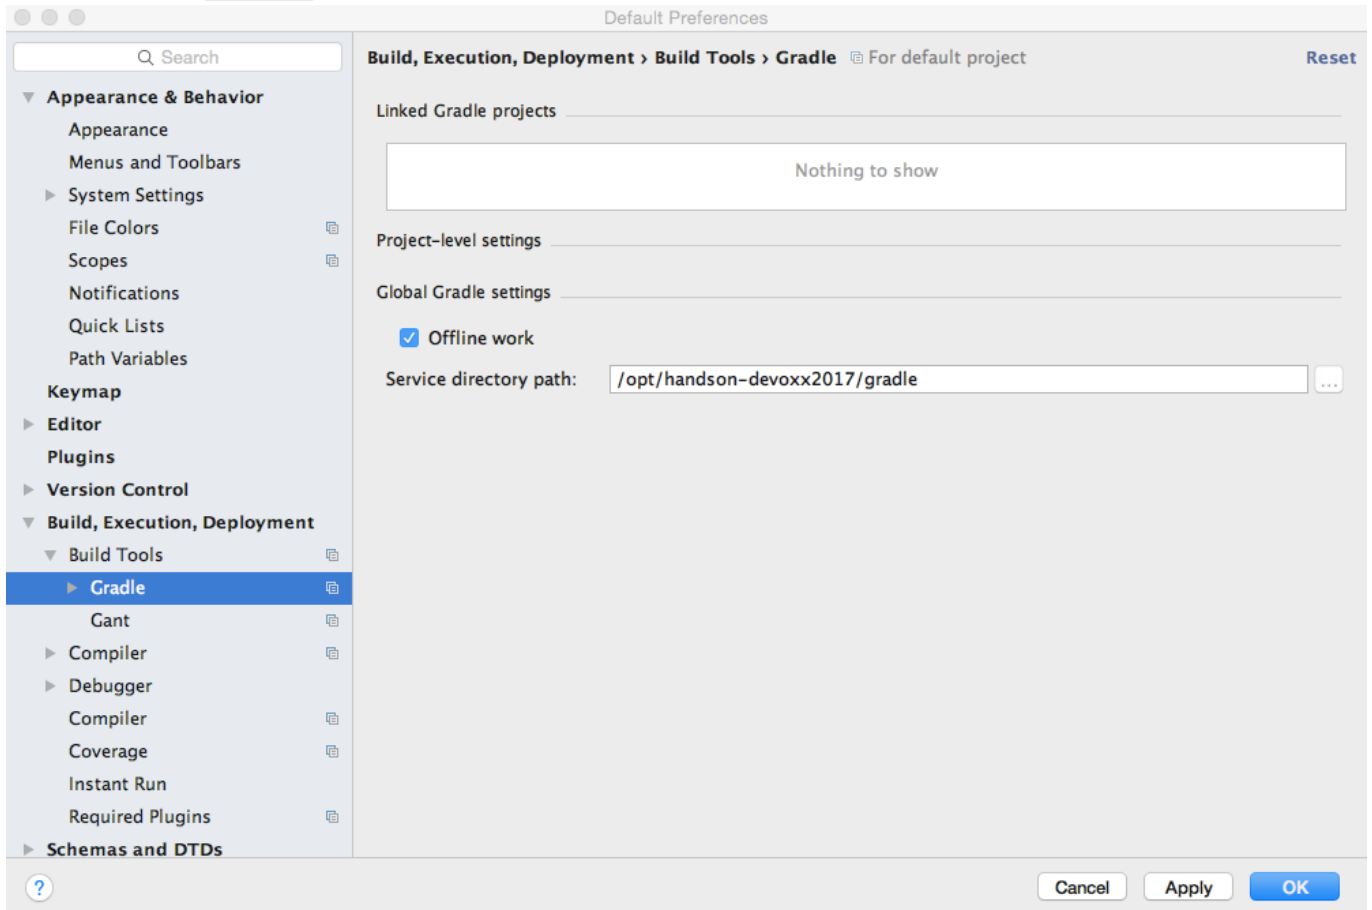 Default Preferences
Search
Build, Execution, Deployment › Build Tools › Gradle For default project Reset
Appearance & Behavior
Appearance
Menus and Toolbars
System Settings
File Colors
Scopes
Notifications
Quick Lists
Path Variables
Keymap
Editor
Plugins
Version Control
Build, Execution, Deployment
Build Tools
Gradle
Gant
Compiler
Debugger
Compiler
Coverage
Instant Run
Required Plugins
Schemas and DTDs
Linked Gradle projects
Nothing to show
Project-level settings
Global Gradle settings
Offline work
Service directory path: /opt/handson-devoxx2017/gradle ...
? Cancel Apply OK